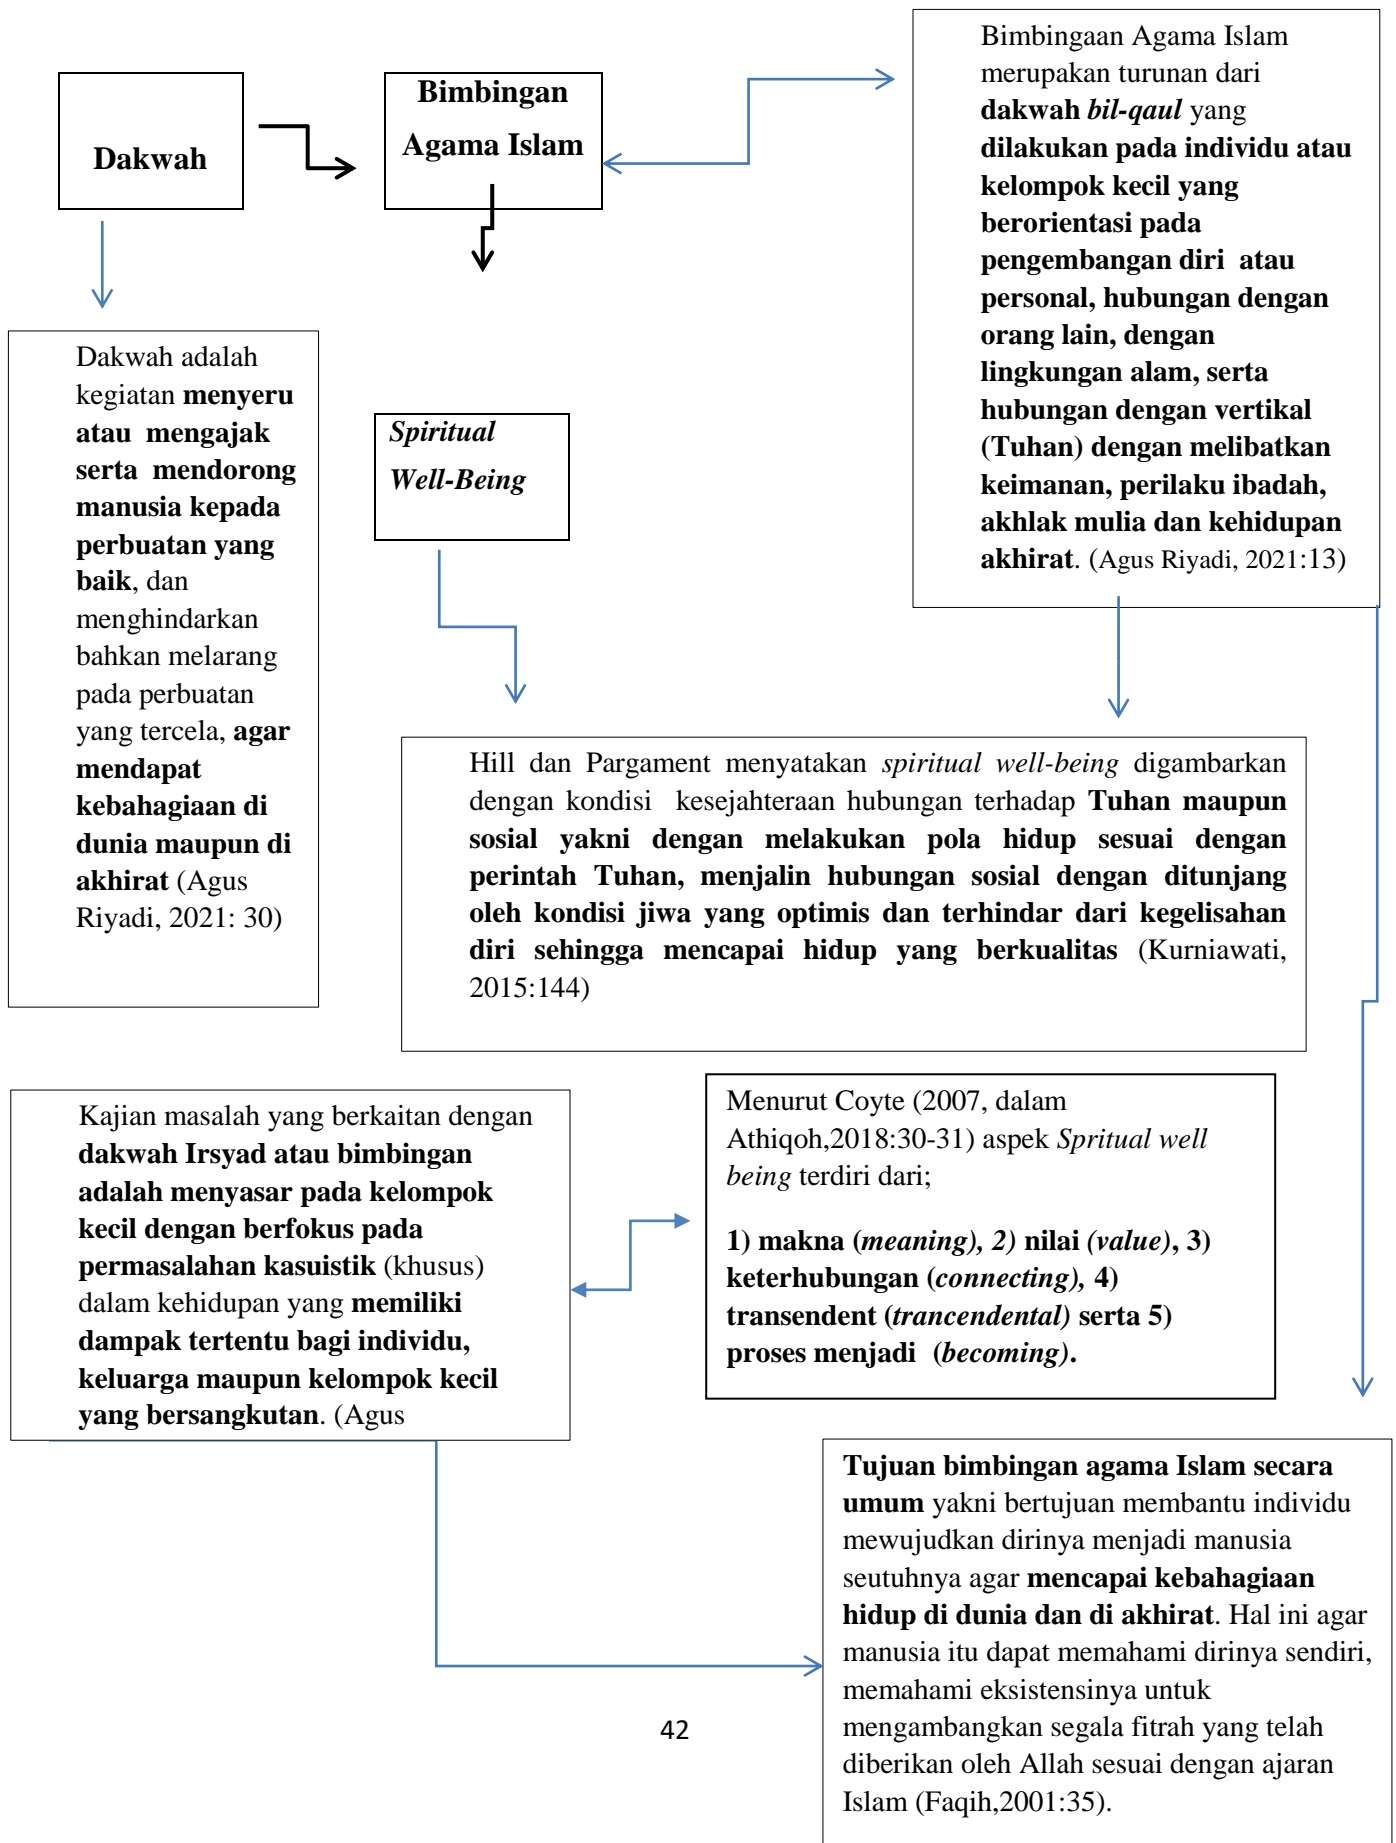 Dakwah
Bimbingan
Agama Islam
Bimbingaan Agama Islam
merupakan turunan dari
dakwah bil-qaul yang
dilakukan pada individu atau
kelompok kecil yang
berorientasi pada
pengembangan diri  atau
personal, hubungan dengan
orang lain, dengan
lingkungan alam, serta
hubungan dengan vertikal
(Tuhan) dengan melibatkan
keimanan, perilaku ibadah,
akhlak mulia dan kehidupan
akhirat. (Agus Riyadi, 2021:13)
Dakwah adalah
kegiatan menyeru
atau  mengajak
serta  mendorong
manusia kepada
perbuatan yang
baik, dan
menghindarkan
bahkan melarang
pada perbuatan
yang tercela, agar
mendapat
kebahagiaan di
dunia maupun di
akhirat (Agus
Riyadi, 2021: 30)
Spiritual
Well-Being
Hill dan Pargament menyatakan spiritual well-being digambarkan
dengan kondisi  kesejahteraan hubungan terhadap Tuhan maupun
sosial yakni dengan melakukan pola hidup sesuai dengan
perintah Tuhan, menjalin hubungan sosial dengan ditunjang
oleh kondisi jiwa yang optimis dan terhindar dari kegelisahan
diri sehingga mencapai hidup yang berkualitas (Kurniawati,
2015:144)
Kajian masalah yang berkaitan dengan
dakwah Irsyad atau bimbingan
adalah menyasar pada kelompok
kecil dengan berfokus pada
permasalahan kasuistik (khusus)
dalam kehidupan yang memiliki
dampak tertentu bagi individu,
keluarga maupun kelompok kecil
yang bersangkutan. (Agus
Menurut Coyte (2007, dalam
Athiqoh,2018:30-31) aspek Spritual well
being terdiri dari;
1) makna (meaning), 2) nilai (value), 3)
keterhubungan (connecting), 4)
transendent (trancendental) serta 5)
proses menjadi  (becoming).
Tujuan bimbingan agama Islam secara
umum yakni bertujuan membantu individu
mewujudkan dirinya menjadi manusia
seutuhnya agar mencapai kebahagiaan
hidup di dunia dan di akhirat. Hal ini agar
manusia itu dapat memahami dirinya sendiri,
memahami eksistensinya untuk
mengambangkan segala fitrah yang telah
diberikan oleh Allah sesuai dengan ajaran
Islam (Faqih,2001:35).
42